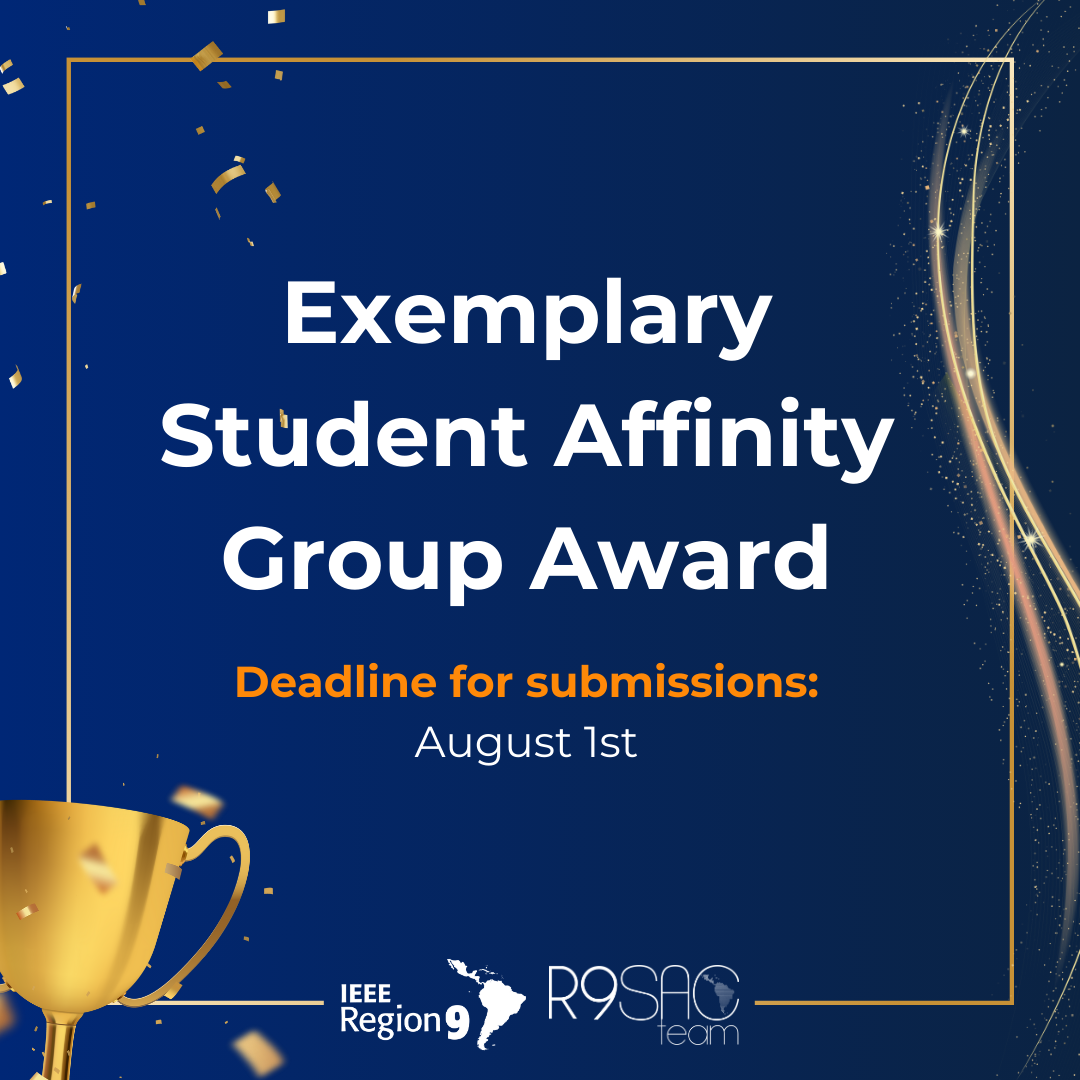 Exemplary
Student Affinity
Group Award
Deadline for submissions:
August 1st
IEEE
Region 9
R9SAC
team